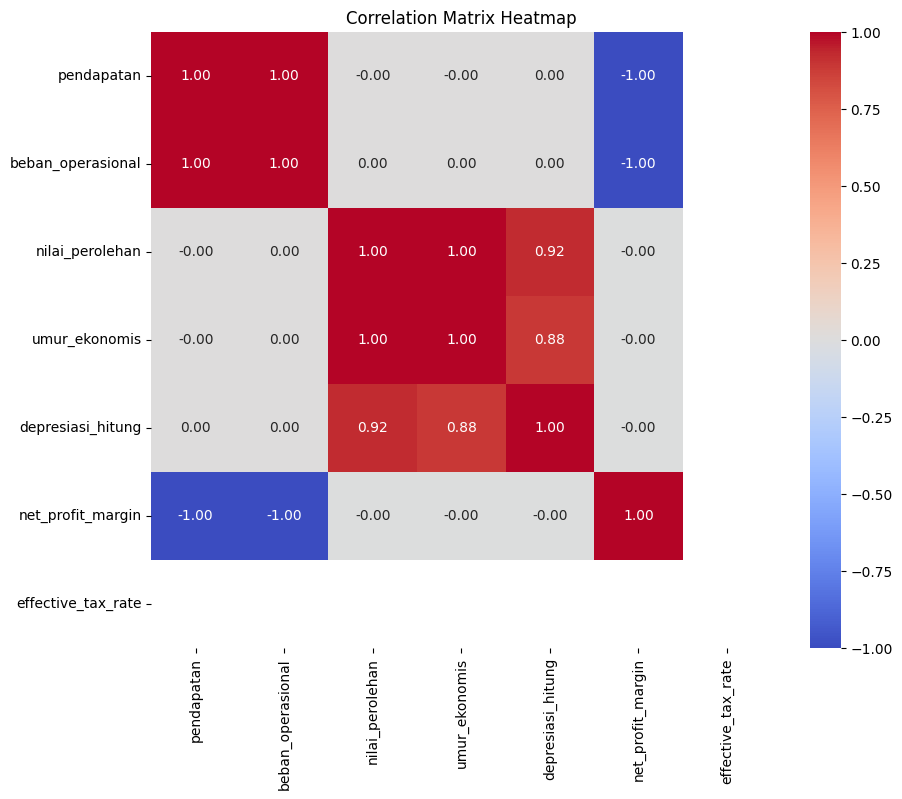 Correlation Matrix Heatmap
pendapatan 1.00 1.00 -0.00 -0.00 0.00 -1.00
beban_operasional 1.00 1.00 0.00 0.00 0.00 -1.00
nilai_perolehan -0.00 0.00 1.00 1.00 0.92 -0.00
umur_ekonomis -0.00 0.00 1.00 1.00 0.88 -0.00
depresiasi_hitung 0.00 0.00 0.92 0.88 1.00 -0.00
net_profit_margin -1.00 -1.00 -0.00 -0.00 -0.00 1.00
effective_tax_rate
pendapatan
beban_operasional
nilai_perolehan
umur_ekonomis
depresiasi_hitung
net_profit_margin
effective_tax_rate
1.00
0.75
0.50
0.25
0.00
−0.25
−0.50
−0.75
−1.00